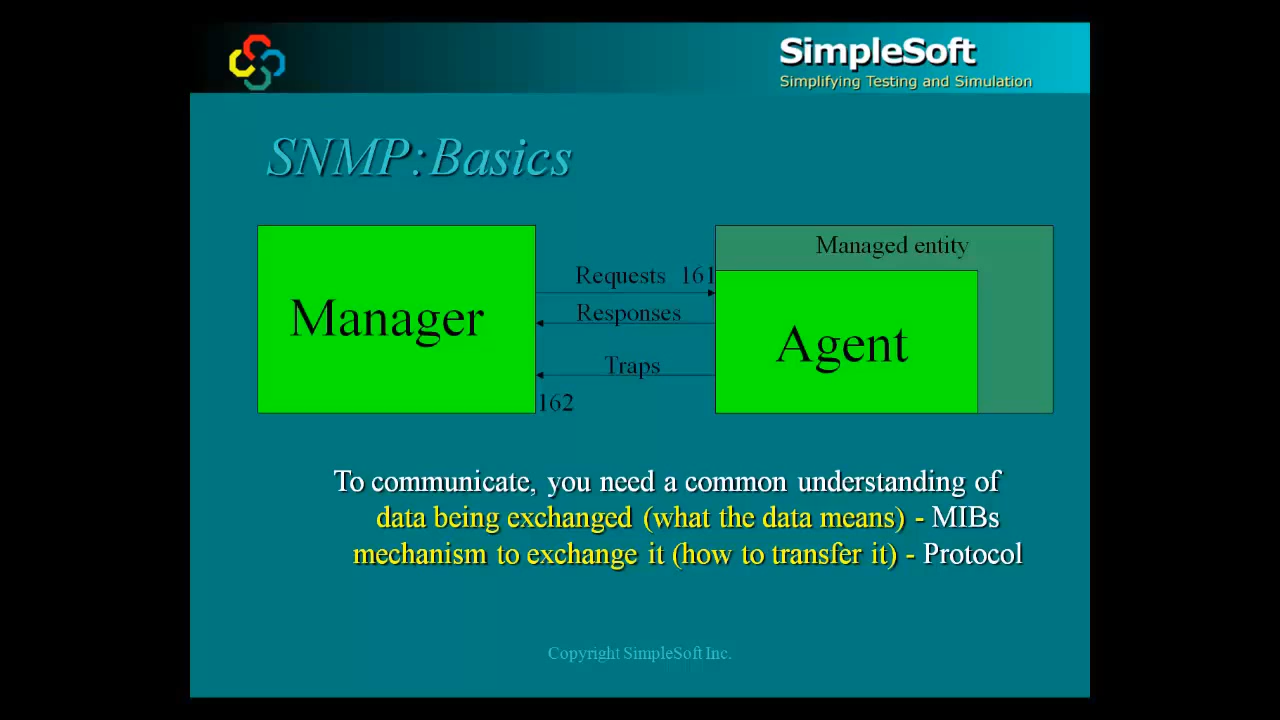 SimpleSoft
Simplifying Testing and Simulation
SNMP:Basics
Managed entity
Requests 161
Manager
Responses
Agent
Traps
162
To communicate, you need a common understanding of
data being exchanged (what the data means) - MIBs
mechanism to exchange it (how to transfer it) - Protocol
Copyright SimpleSoft Inc.